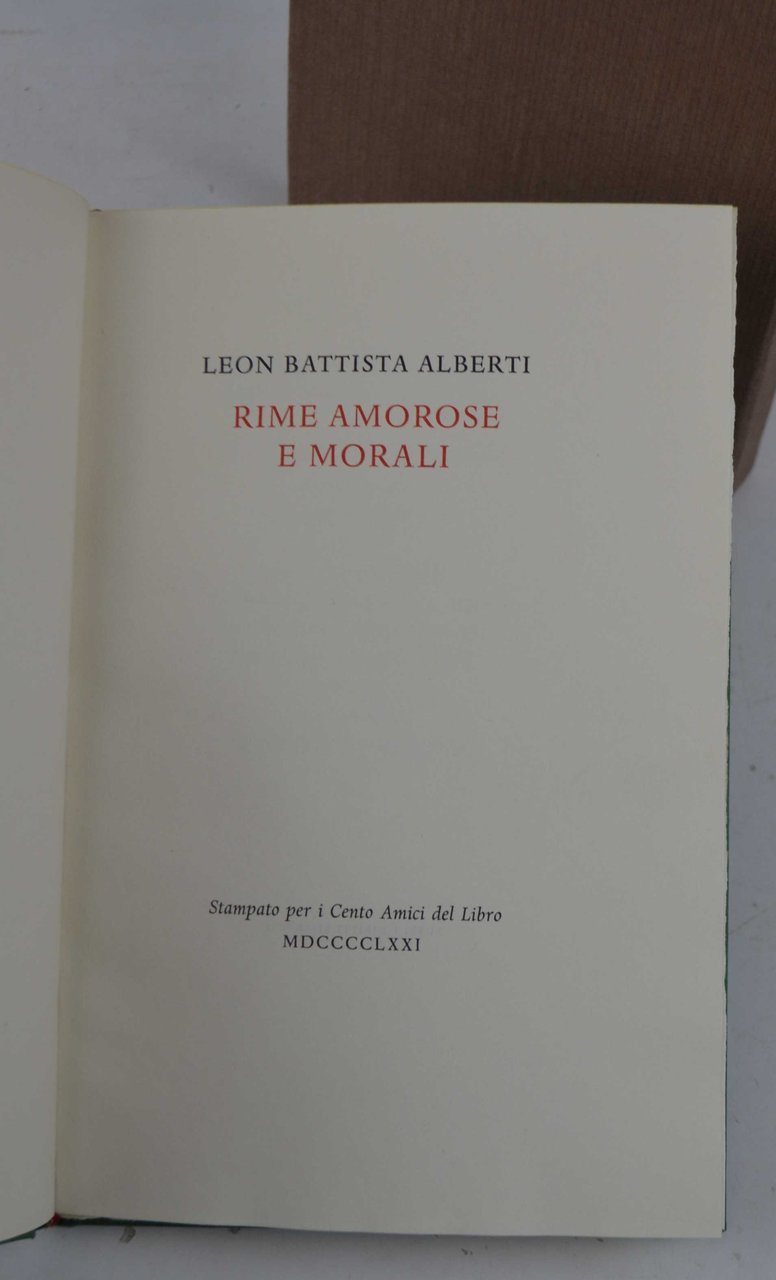 LEON BATTISTA ALBERTI
RIME AMOROSE
E MORALI
Stampato per i Cento Amici del Libro
MDCCCCLXXI